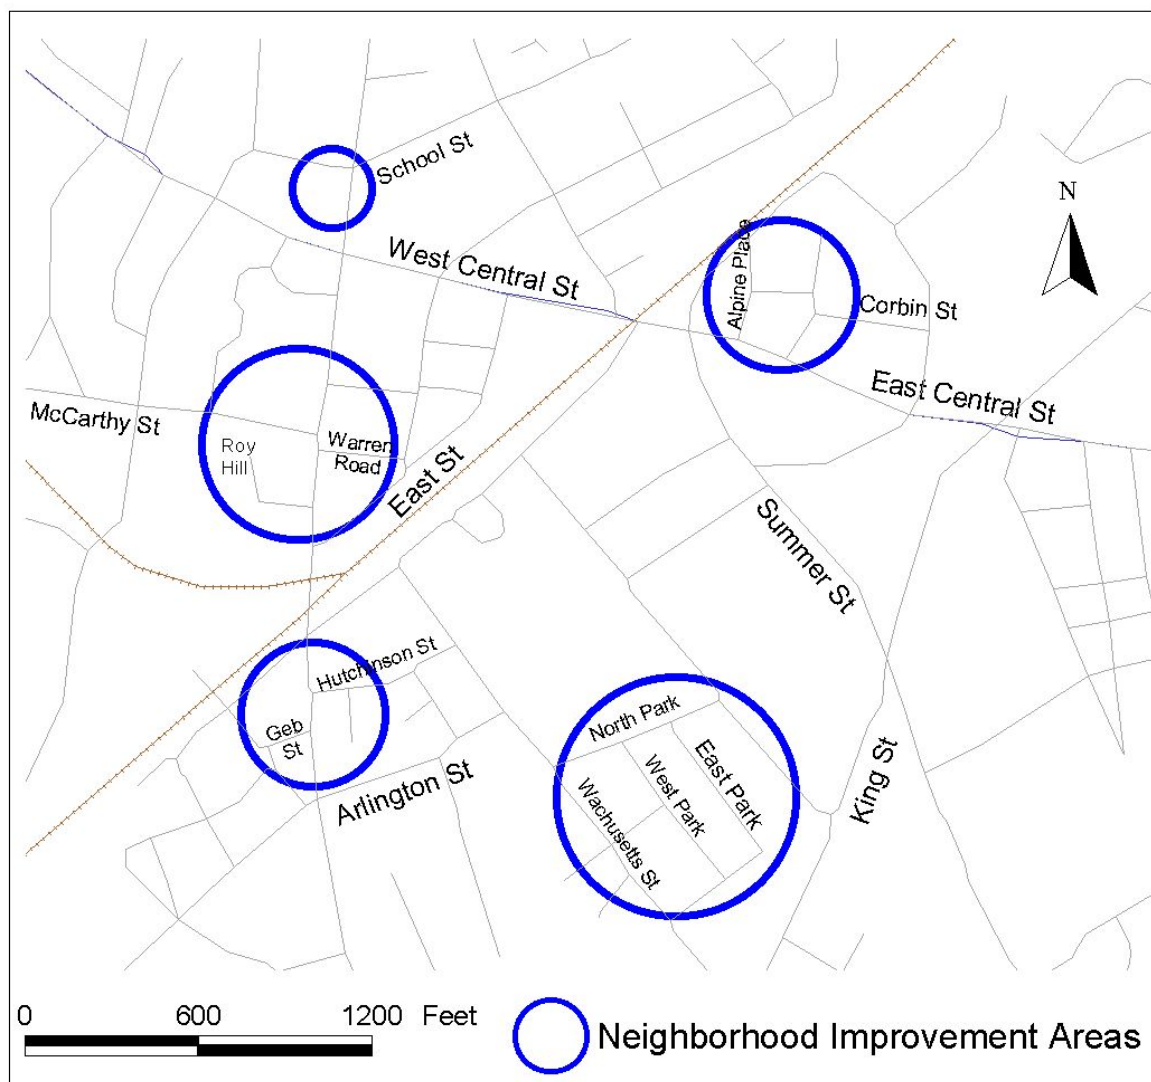 School St
N
West Central St
Alpine Place
Corbin St
East Central St
McCarthy St
Roy
Hill
Warren
Road
East St
Summer St
Hutchinson St
Geb
St
Arlington St
North Park
East Park
West Park
Wachusetts St
King St
0 600 1200 Feet
Neighborhood Improvement Areas